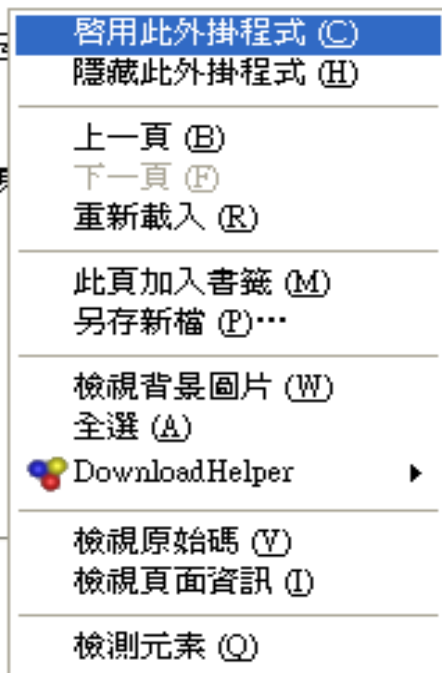 啓用此外掛程式 (C)
隱藏此外掛程式 (H)
上一頁 (B)
下一頁 (F)
重新載入 (R)
此頁加入書籤 (M)
另存新檔 (P)…
檢視背景圖片 (W)
全選 (A)
DownloadHelper
檢視原始碼 (V)
檢視頁面資訊 (I)
檢測元素 (Q)